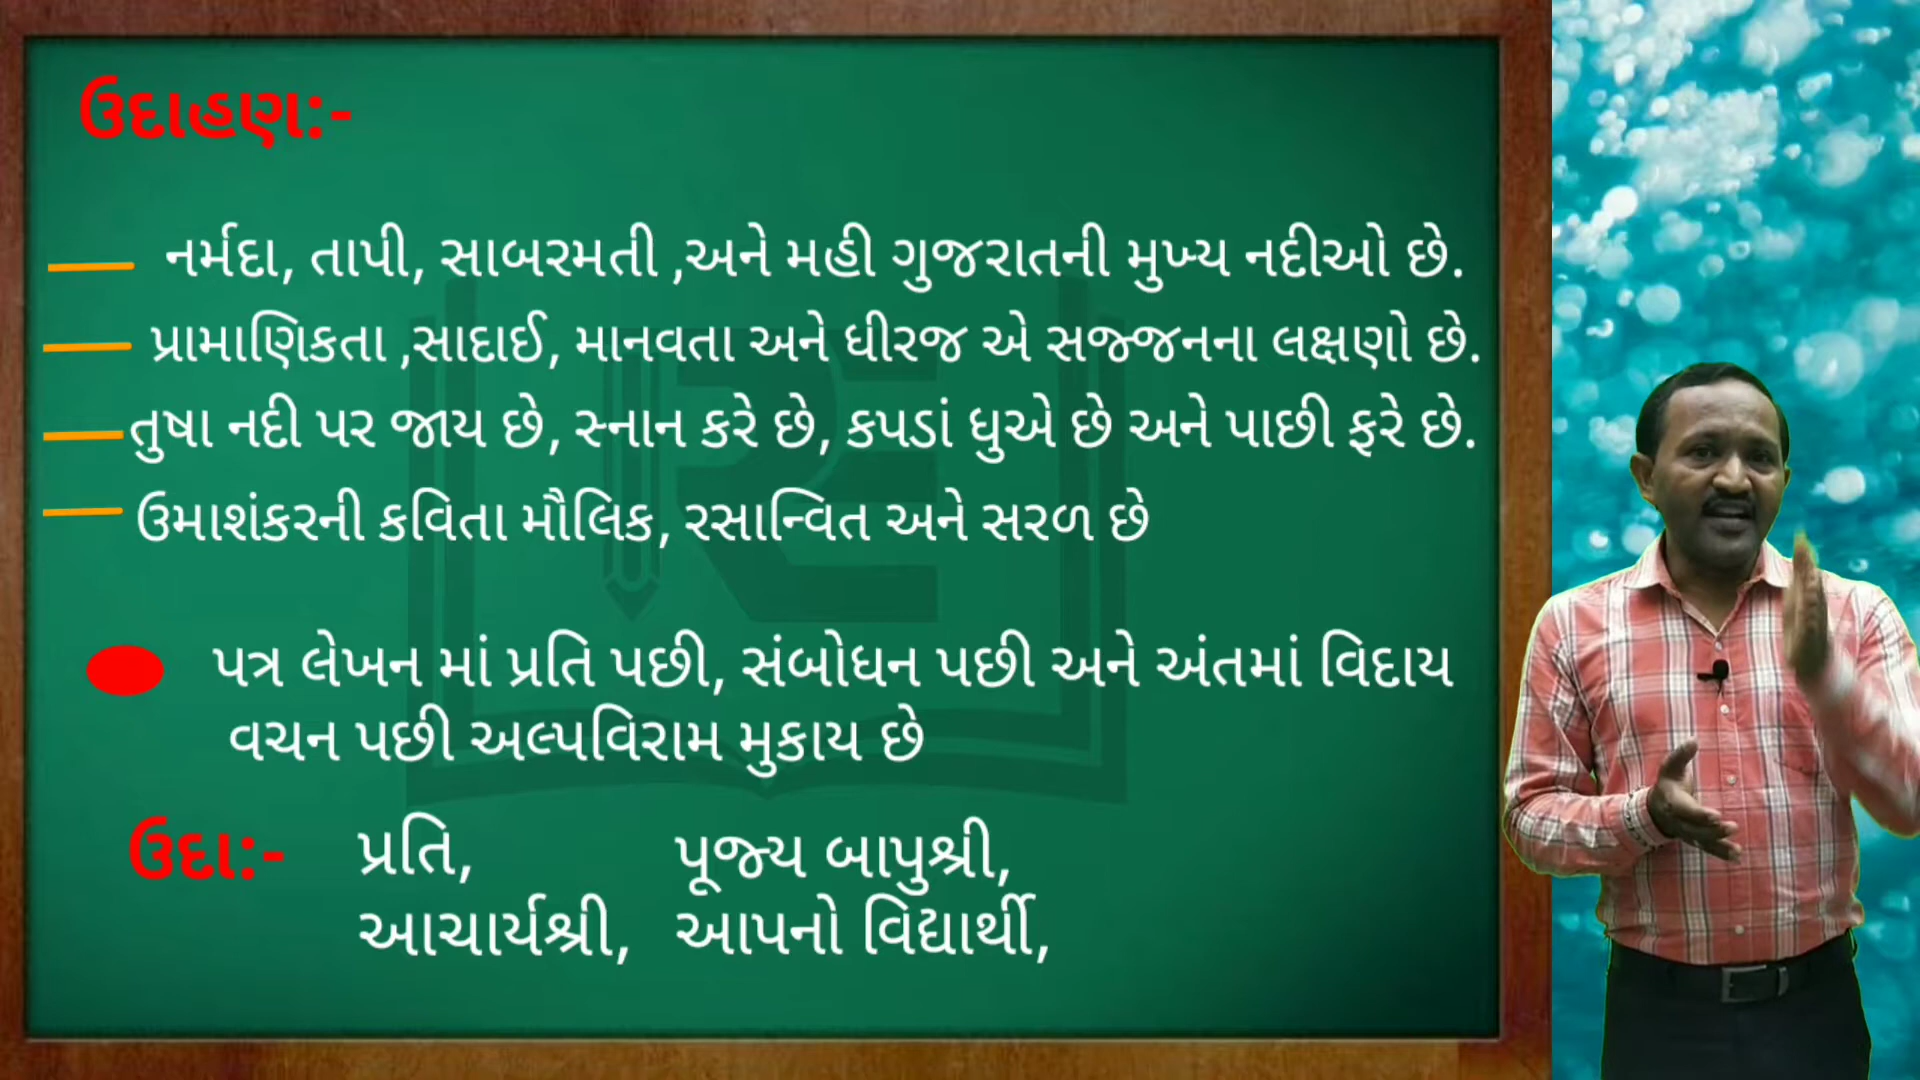 ઉદાહણ:-
નર્મદા, તાપી, સાબરમતી ,અને મહી ગુજરાતની મુખ્ય નદીઓ છે.
પ્રામાણિકતા ,સાદાઈ, માનવતા અને ધીરજ એ સજ્જનના લક્ષણો છે.
તુષા નદી પર જાય છે, સ્નાન કરે છે, કપડાં ધુએ છે અને પાછી ફરે છે.
ઉમાશંકરની કવિતા મૌલિક, રસાન્વિત અને સરળ છે
પત્ર લેખન માં પ્રતિ પછી, સંબોધન પછી અને અંતમાં વિદાય
વચન પછી અલ્પવિરામ મુકાય છે
ઉદા:- પ્રતિ, પૂજ્ય બાપુશ્રી,
આચાર્યશ્રી, આપનો વિદ્યાર્થી,